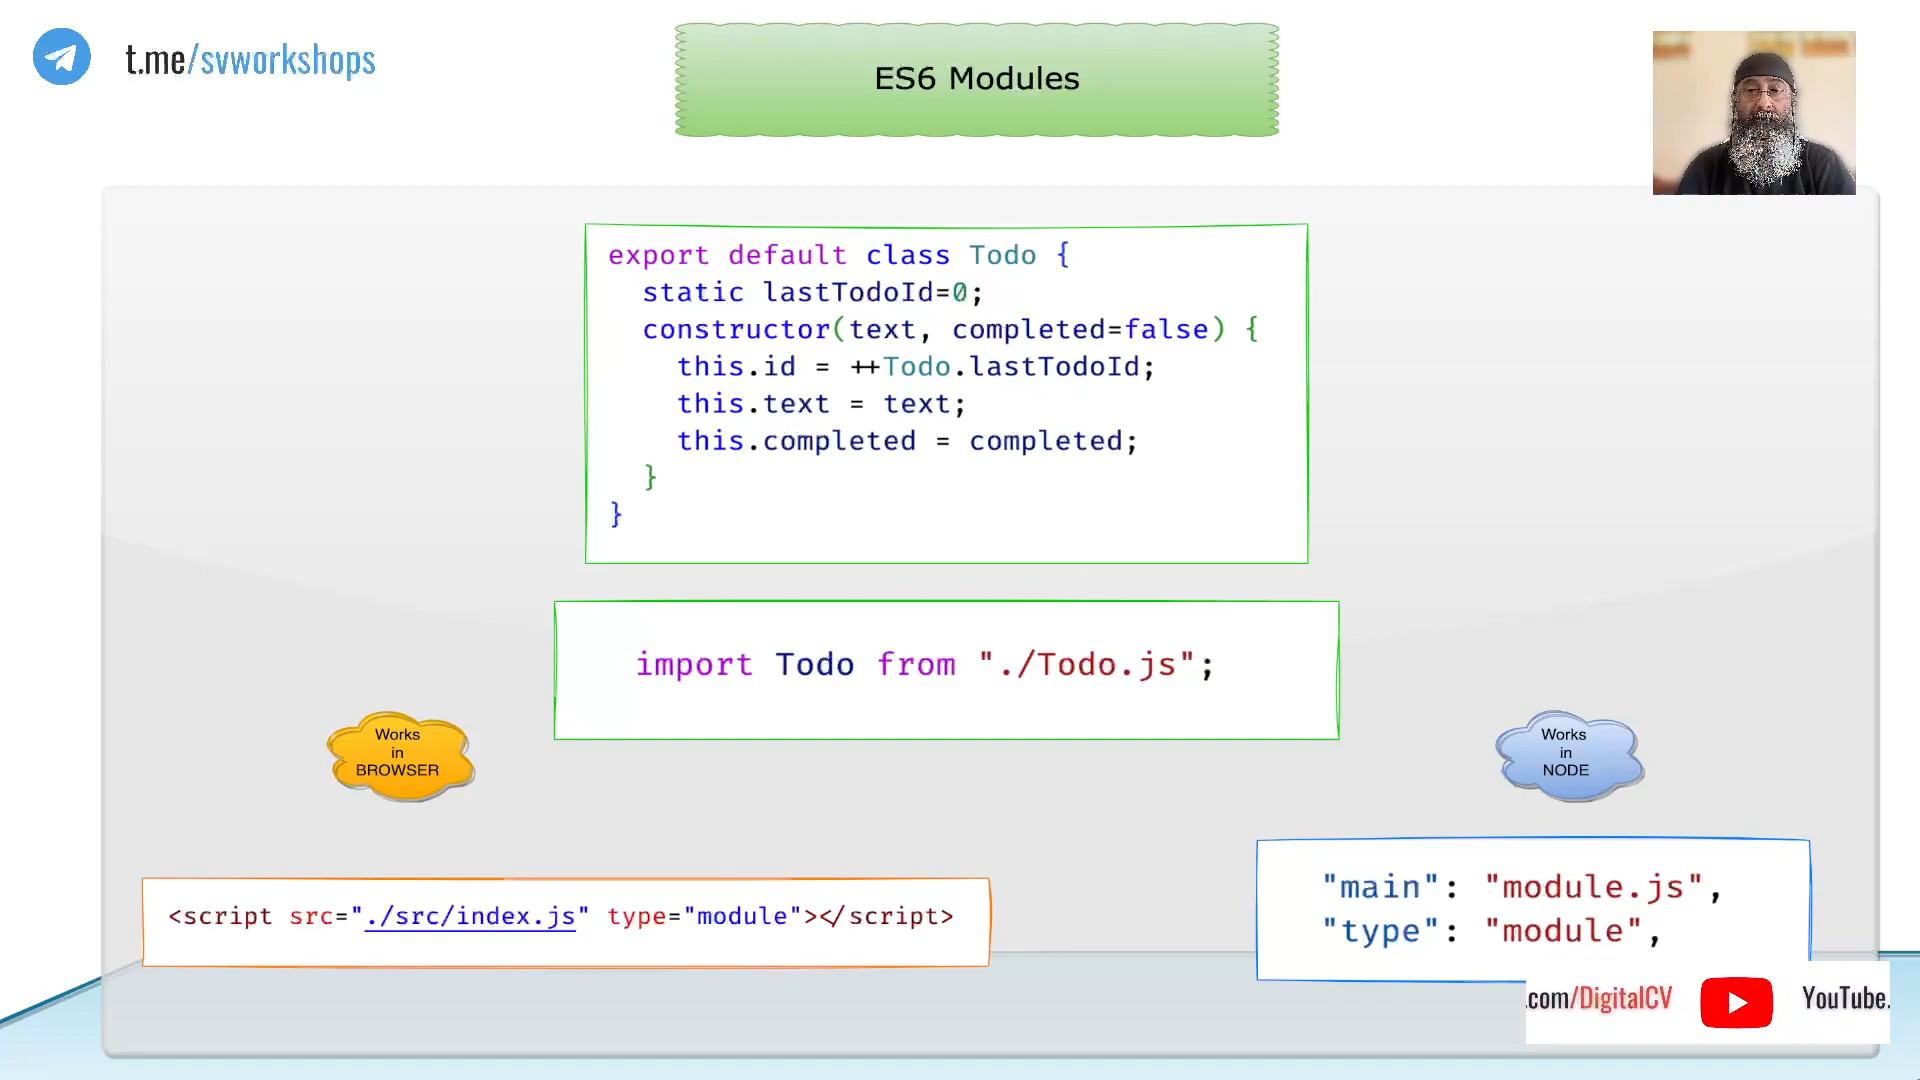 t.me/svworkshops
ES6 Modules
export default class Todo {
  static lastTodoId=0;
  constructor(text, completed=false) {
    this.id = ++Todo.lastTodoId;
    this.text = text;
    this.completed = completed;
  }
}
import Todo from "./Todo.js";
Works
in
BROWSER
Works
in
NODE
<script src="./src/index.js" type="module"></script>
"main": "module.js",
"type": "module",
.com/DigitalCV
YouTube.